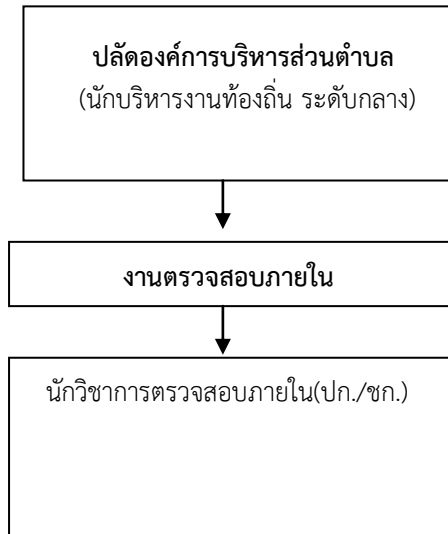 ปลัดองค์การบริหารส่วนตำบล
(นักบริหารงานท้องถิ่น ระดับกลาง)
งานตรวจสอบภายใน
นักวิชาการตรวจสอบภายใน(ปก./ชก.)